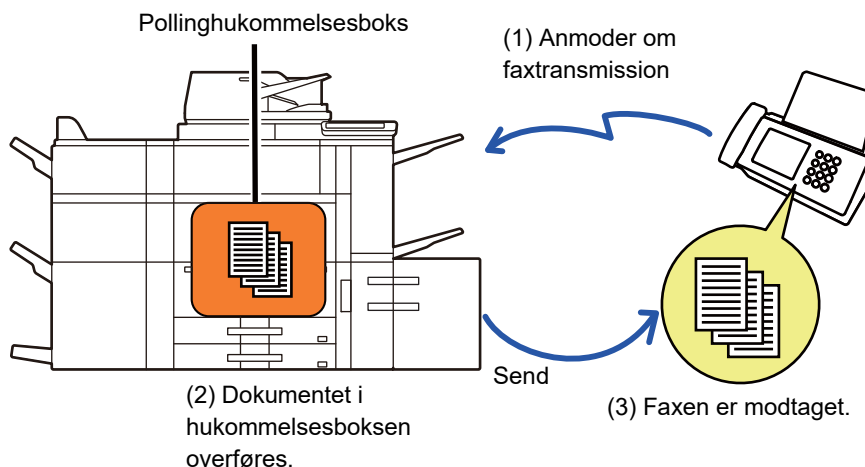 Pollinghukommelsesboks
(1) Anmoder om
faxtransmission
Send
(2) Dokumentet i
hukommelsesboksen
overføres.
(3) Faxen er modtaget.